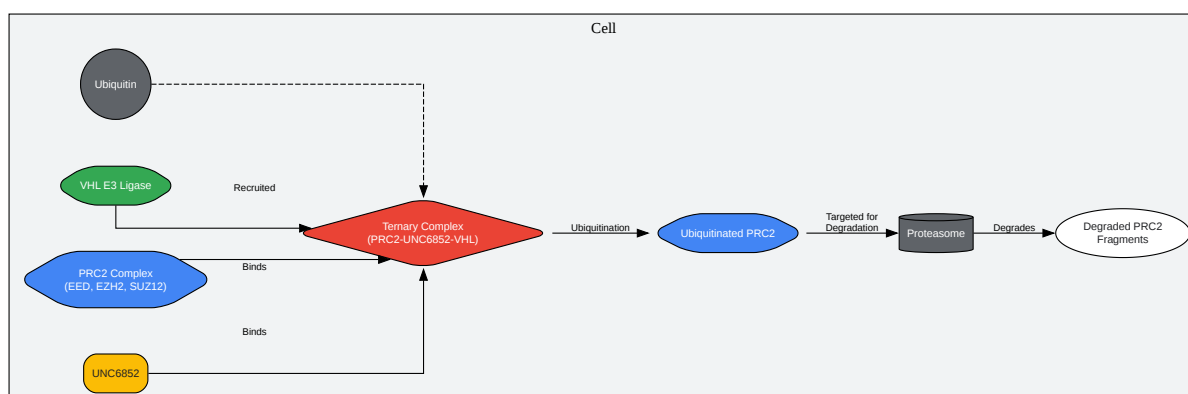 Cell
Ubiquitin
VHL E3 Ligase
Recruited
Ternary Complex
(PRC2-UNC6852-VHL)
Ubiquitination
Ubiquitinated PRC2
Targeted for
Degradation
Proteasome
Degrades
Degraded PRC2
Fragments
PRC2 Complex
(EED, EZH2, SUZ12)
Binds
Binds
UNC6852